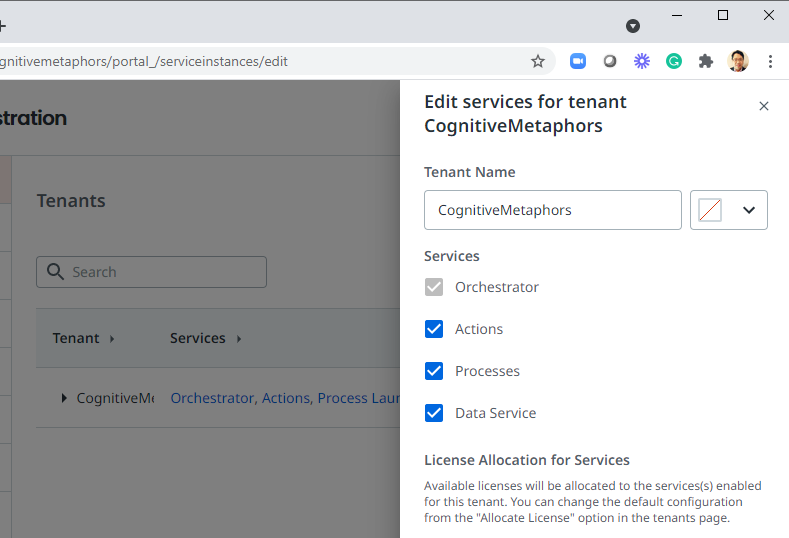 gnitivemetaphors/portal_/serviceinstances/edit
stration
Tenants
Search
Tenant
Services
CognitiveMe
Orchestrator, Actions, Process Laun
Edit services for tenant
CognitiveMetaphors
Tenant Name
CognitiveMetaphors
Services
Orchestrator
Actions
Processes
Data Service
License Allocation for Services
Available licenses will be allocated to the services(s) enabled
for this tenant. You can change the default configuration
from the "Allocate License" option in the tenants page.